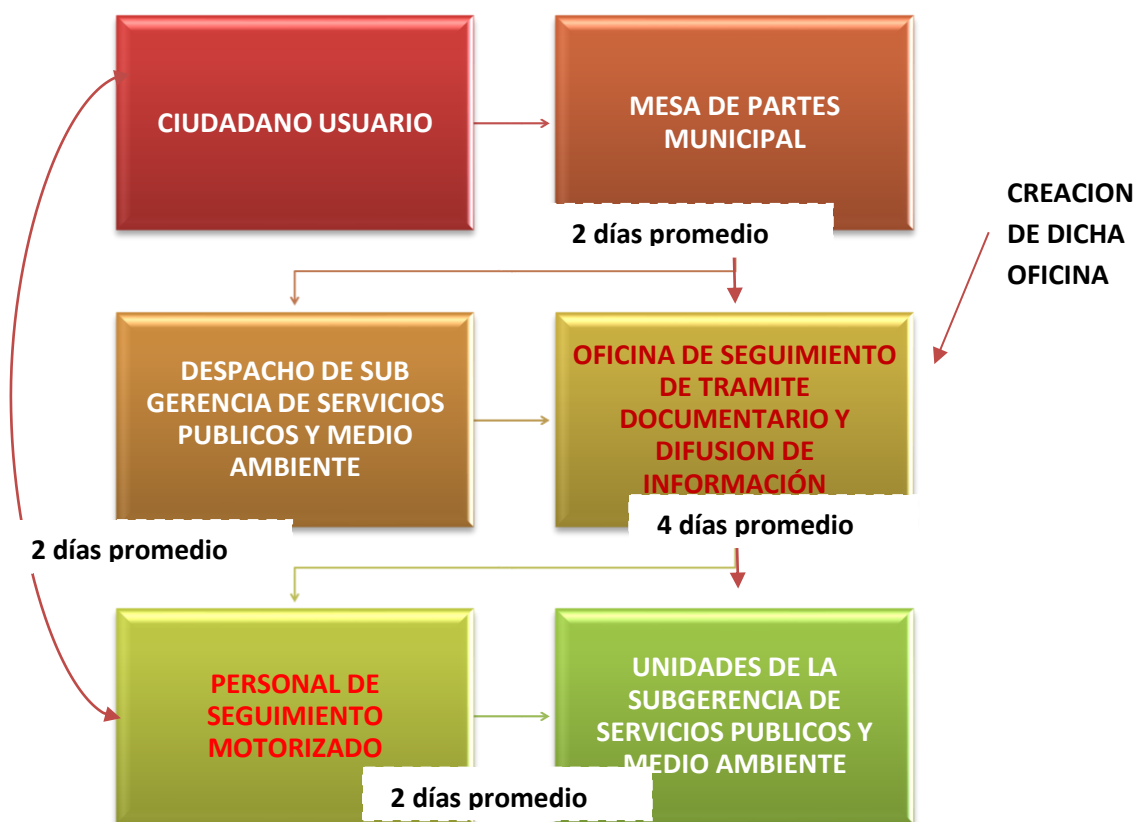 CIUDADANO USUARIO
MESA DE PARTES
MUNICIPAL
2 días promedio
CREACION
DE DICHA
OFICINA
DESPACHO DE SUB
GERENCIA DE SERVICIOS
PUBLICOS Y MEDIO
AMBIENTE
OFICINA DE SEGUIMIENTO
DE TRAMITE
DOCUMENTARIO Y
DIFUSION DE
INFORMACIÓN
4 días promedio
2 días promedio
PERSONAL DE
SEGUIMIENTO
MOTORIZADO
UNIDADES DE LA
SUBGERENCIA DE
SERVICIOS PUBLICOS Y
MEDIO AMBIENTE
2 días promedio